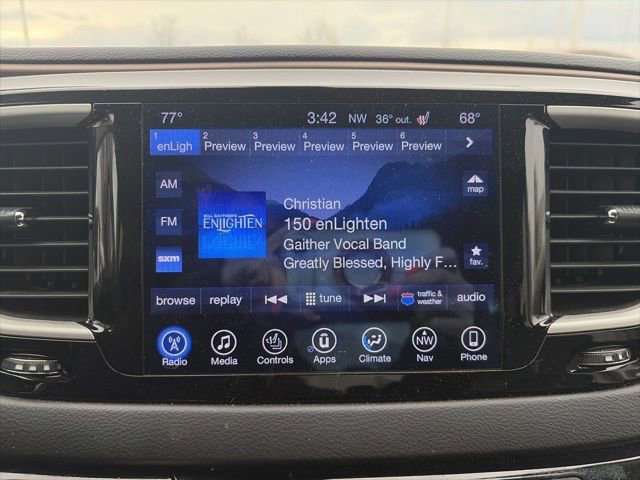 77° 3:42 NW 36° out. 68°
1 enLigh 2 Preview 3 Preview 4 Preview 5 Preview 6 Preview
AM
FM
sxm
BILL GAITHER'S
ENLIGHTEN
Christian
150 enLighten
Gaither Vocal Band
Greatly Blessed, Highly F...
map
fav.
browse replay tune traffic & weather audio
Radio Media Controls Apps Climate NW Nav Phone